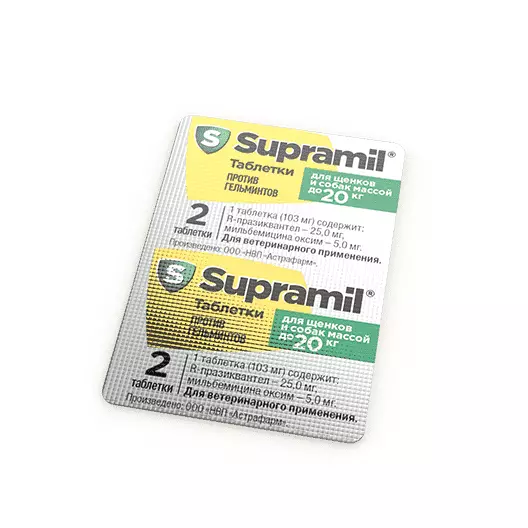 S Supramil®
Таблетки
ПРОТИВ
ГЕЛЬМИНТОВ
для щенков
и собак массой
до 20 кг
2
таблетки
1 таблетка (103 мг) содержит:
R-празиквантел – 25,0 мг,
мильбемицина оксим – 5,0 мг.
Для ветеринарного применения.
Произведено: ООО «НВП «Астрафарм»
S Supramil®
Таблетки
ПРОТИВ
ГЕЛЬМИНТОВ
для щенков
и собак массой
до 20 кг
2
таблетки
1 таблетка (103 мг) содержит:
R-празиквантел – 25,0 мг,
мильбемицина оксим – 5,0 мг.
Для ветеринарного применения.
Произведено: ООО «НВП «Астрафарм»